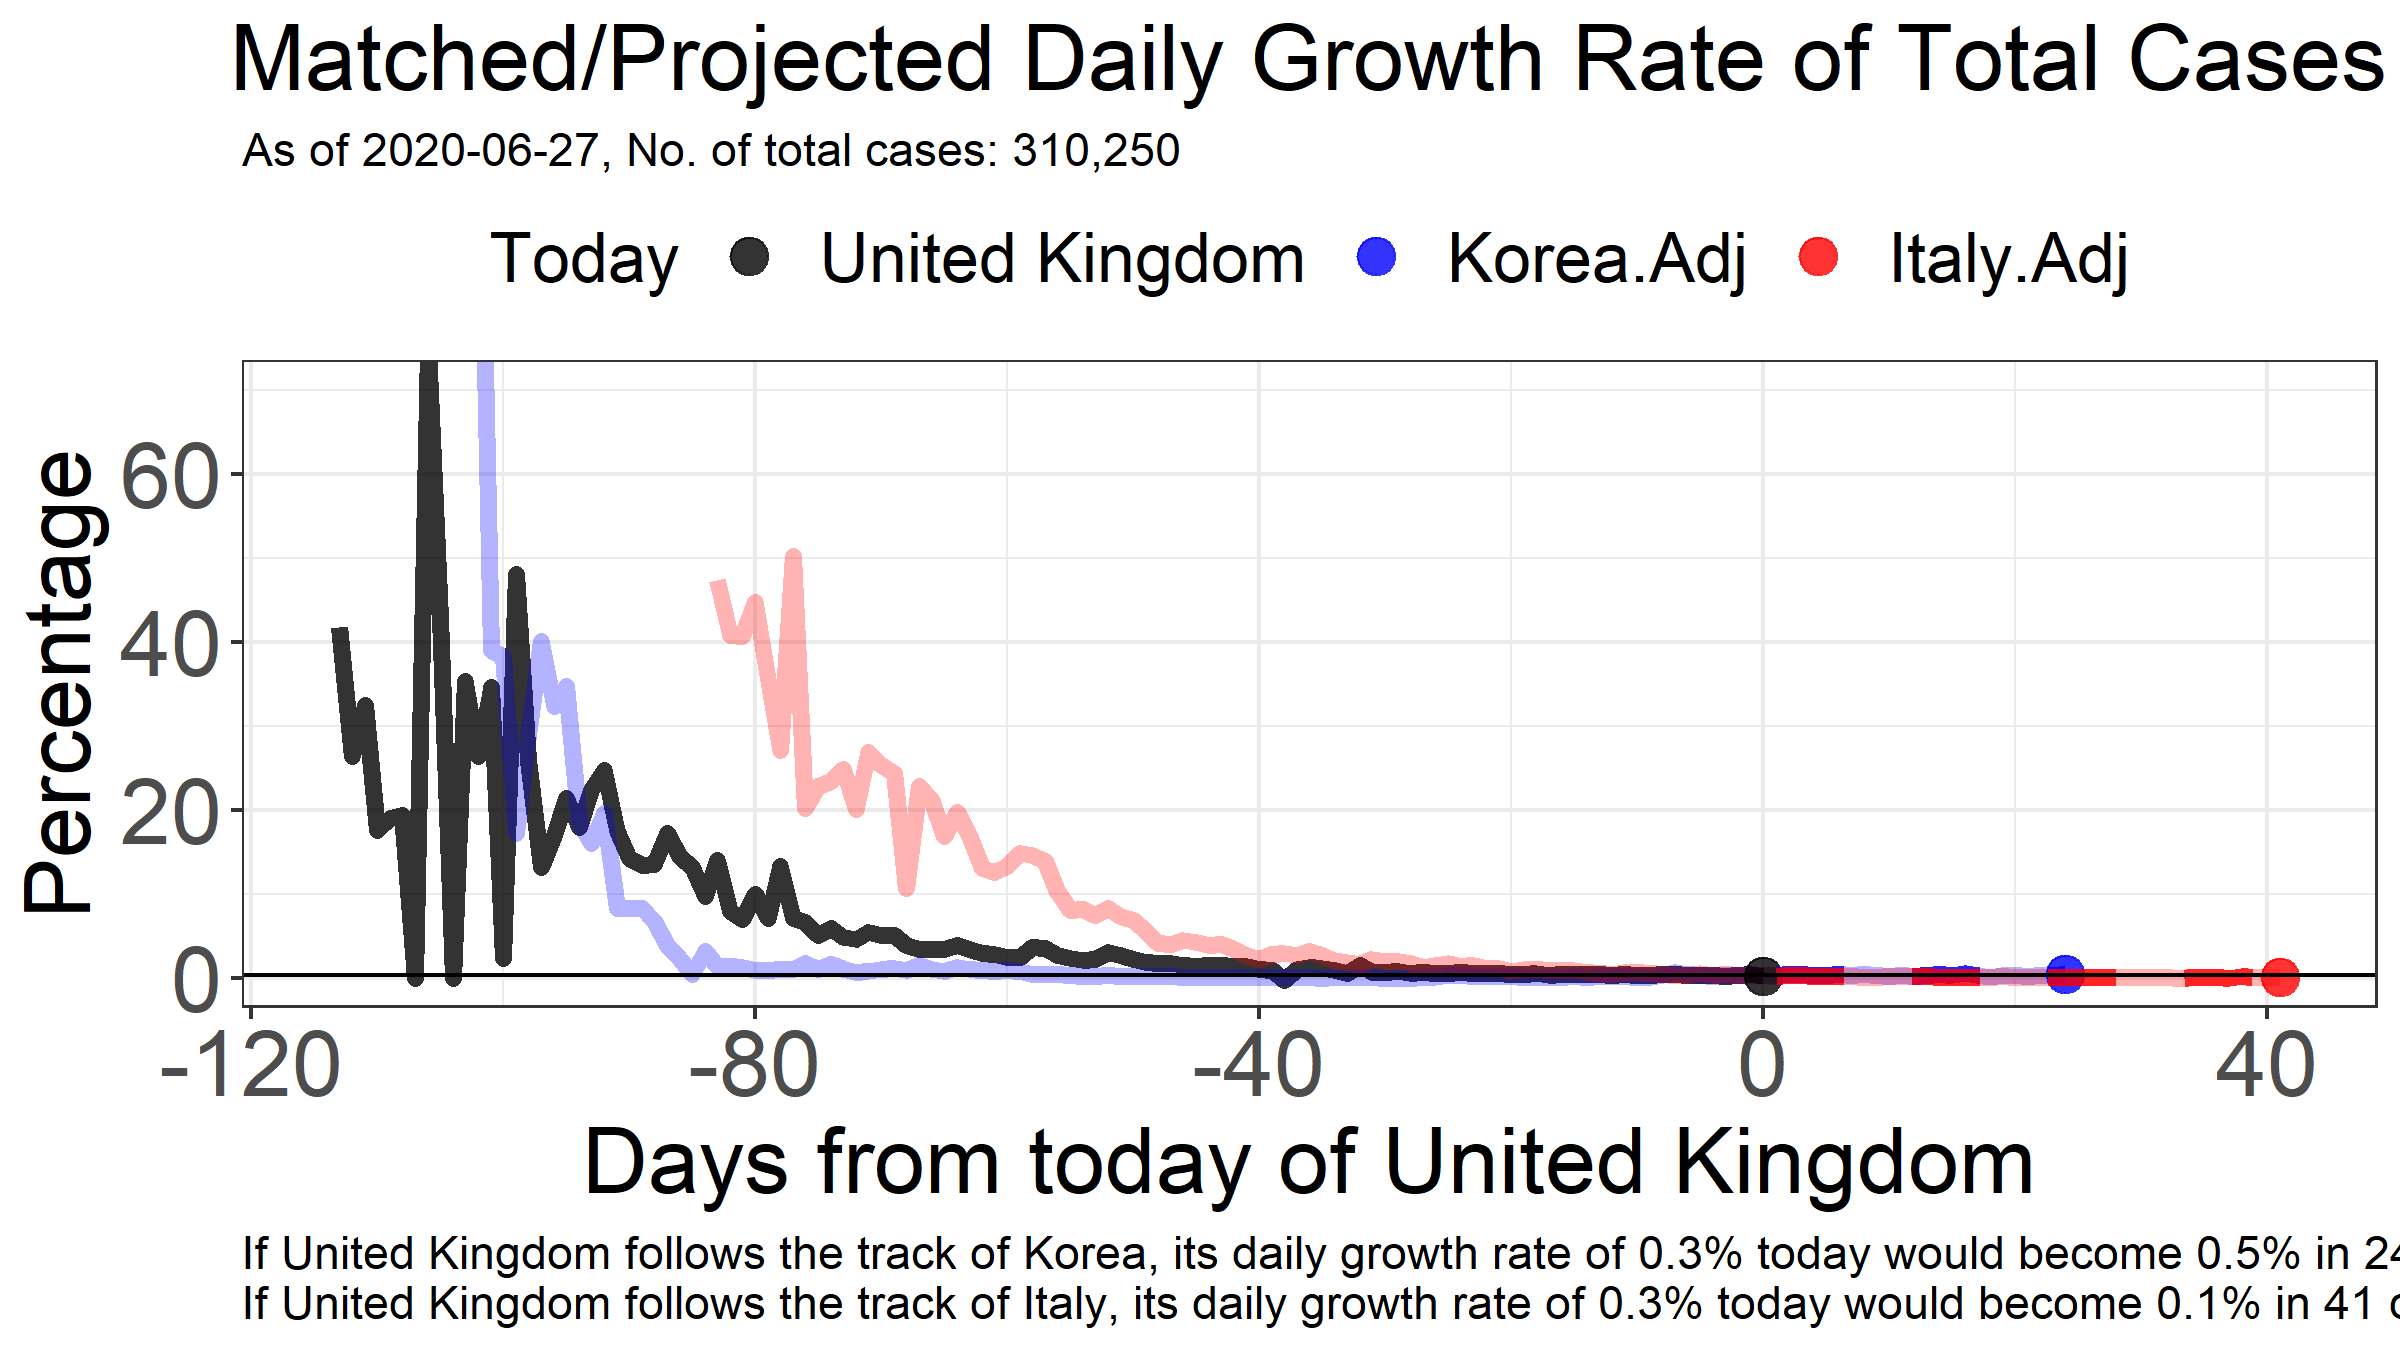 Matched/Projected Daily Growth Rate of Total Cases
As of 2020-06-27, No. of total cases: 310,250
Today United Kingdom Korea.Adj Italy.Adj
Percentage
60
40
20
0
-120 -80 -40 0 40
Days from today of United Kingdom
If United Kingdom follows the track of Korea, its daily growth rate of 0.3% today would become 0.5% in 24
If United Kingdom follows the track of Italy, its daily growth rate of 0.3% today would become 0.1% in 41